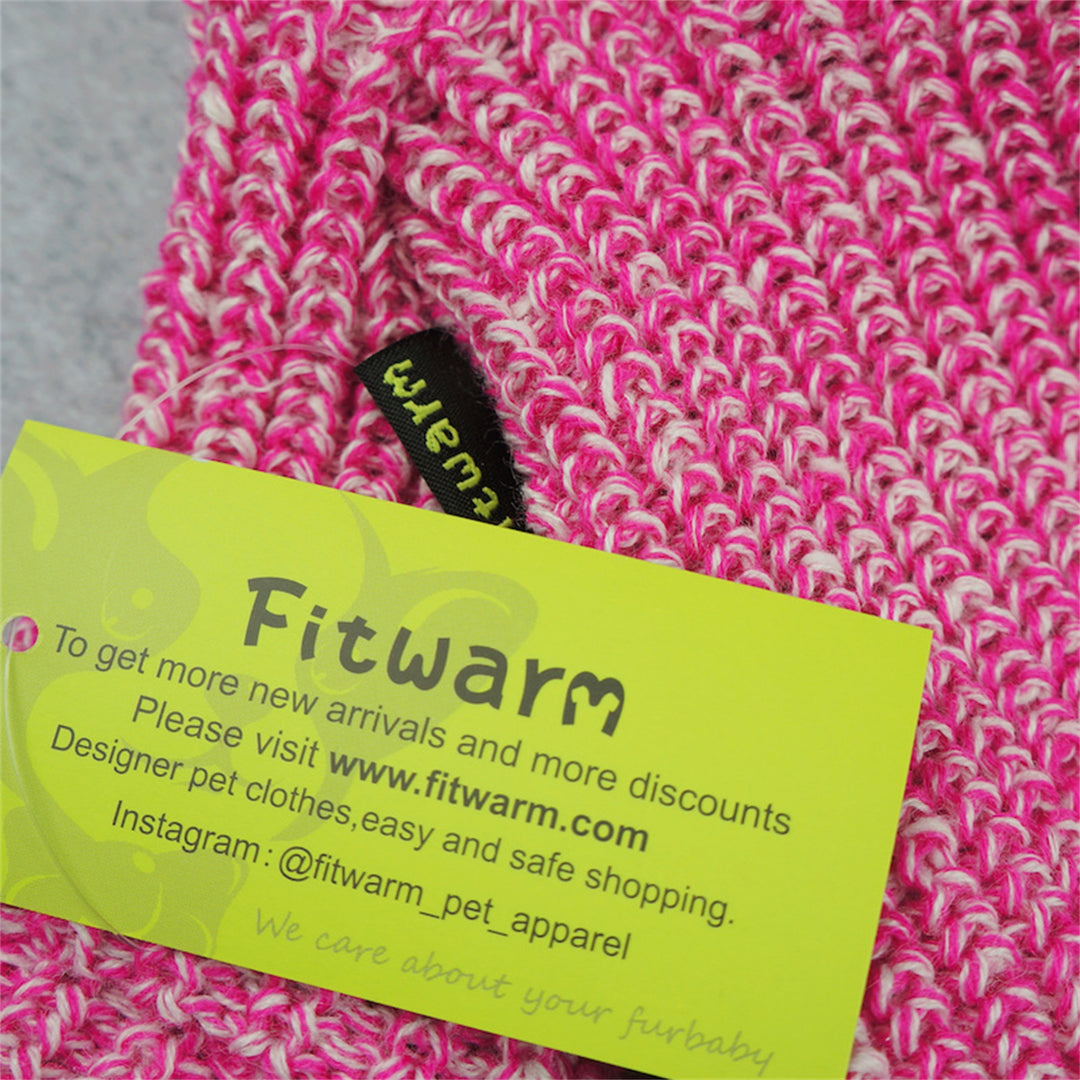 Fitwarm
Fitwarm
To get more new arrivals and more discounts
Please visit www.fitwarm.com
Designer pet clothes,easy and safe shopping.
Instagram : @fitwarm_pet_apparel
We care about your furbaby